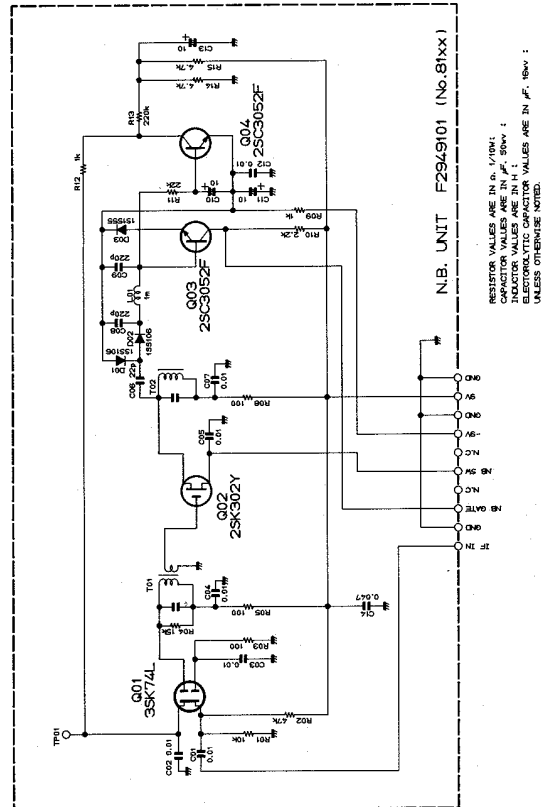 N.B. UNIT F2949101 (No.81xx)
TP01
R12 1k
R13
220k
R14
4.7k
R15
4.7k
C13
10
+
Q04
2SC3052F
C12 0.01
C11
10
+
C10
10
+
R11
22k
R09
1k
R10 2.2k
Q03
2SC3052F
D03
1S1555
C09
220p
L01
1m
C08
220p
D02
1SS106
D01
1SS106
C06
22p
T02
C07
0.01
R08
100
C05
0.01
Q02
2SK302Y
T01
C04
0.01
R05
100
R04
15k
C14
0.047
Q01
3SK74L
R03
100
C03
0.01
R02
47k
R01
10k
C01
0.01
C02 0.01
GND
9V
GND
-9V
N.C
NB SW
N.C
NB GATE
GND
IF IN
RESISTOR VALUES ARE IN Ω, 1/10W;
CAPACITOR VALUES ARE IN μF, 50wv ;
INDUCTOR VALUES ARE IN H ;
ELECTOROLYTIC CAPACITOR VALUES ARE IN μF, 16wv ;
UNLESS OTHERWISE NOTED.